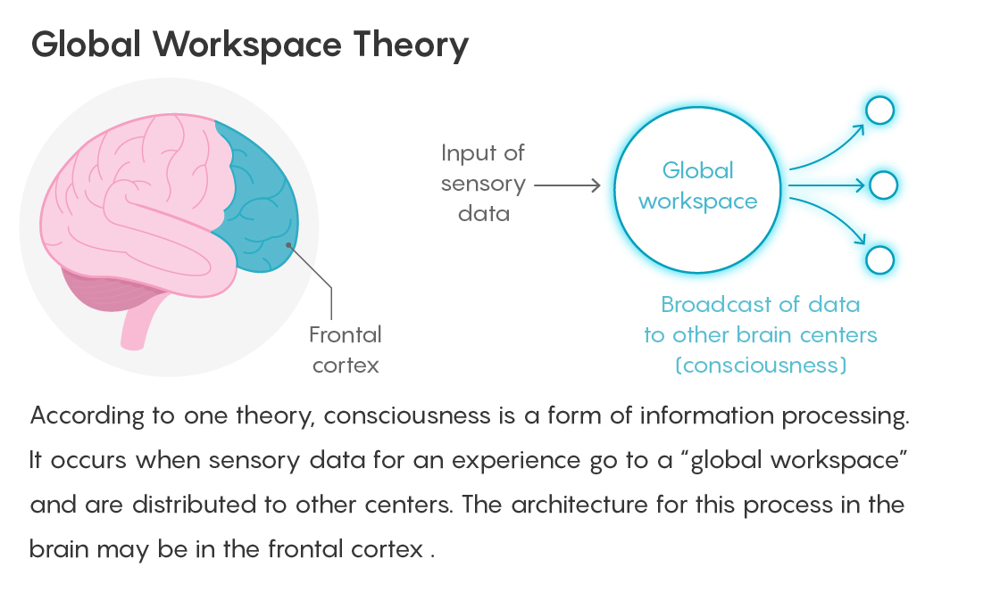 Global Workspace Theory
Frontal
cortex
Input of
sensory
data
Global
workspace
Broadcast of data
to other brain centers
(consciousness)
According to one theory, consciousness is a form of information processing.
It occurs when sensory data for an experience go to a “global workspace”
and are distributed to other centers. The architecture for this process in the
brain may be in the frontal cortex .